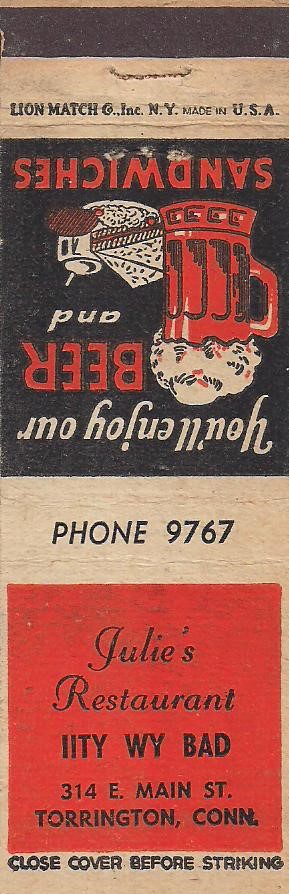 LION MATCH Co., Inc. N.Y. MADE IN U.S.A.
You'll enjoy our
BEER
and
SANDWICHES
PHONE 9767
Julie's
Restaurant
IITY WY BAD
314 E. MAIN ST.
TORRINGTON, CONN.
CLOSE COVER BEFORE STRIKING